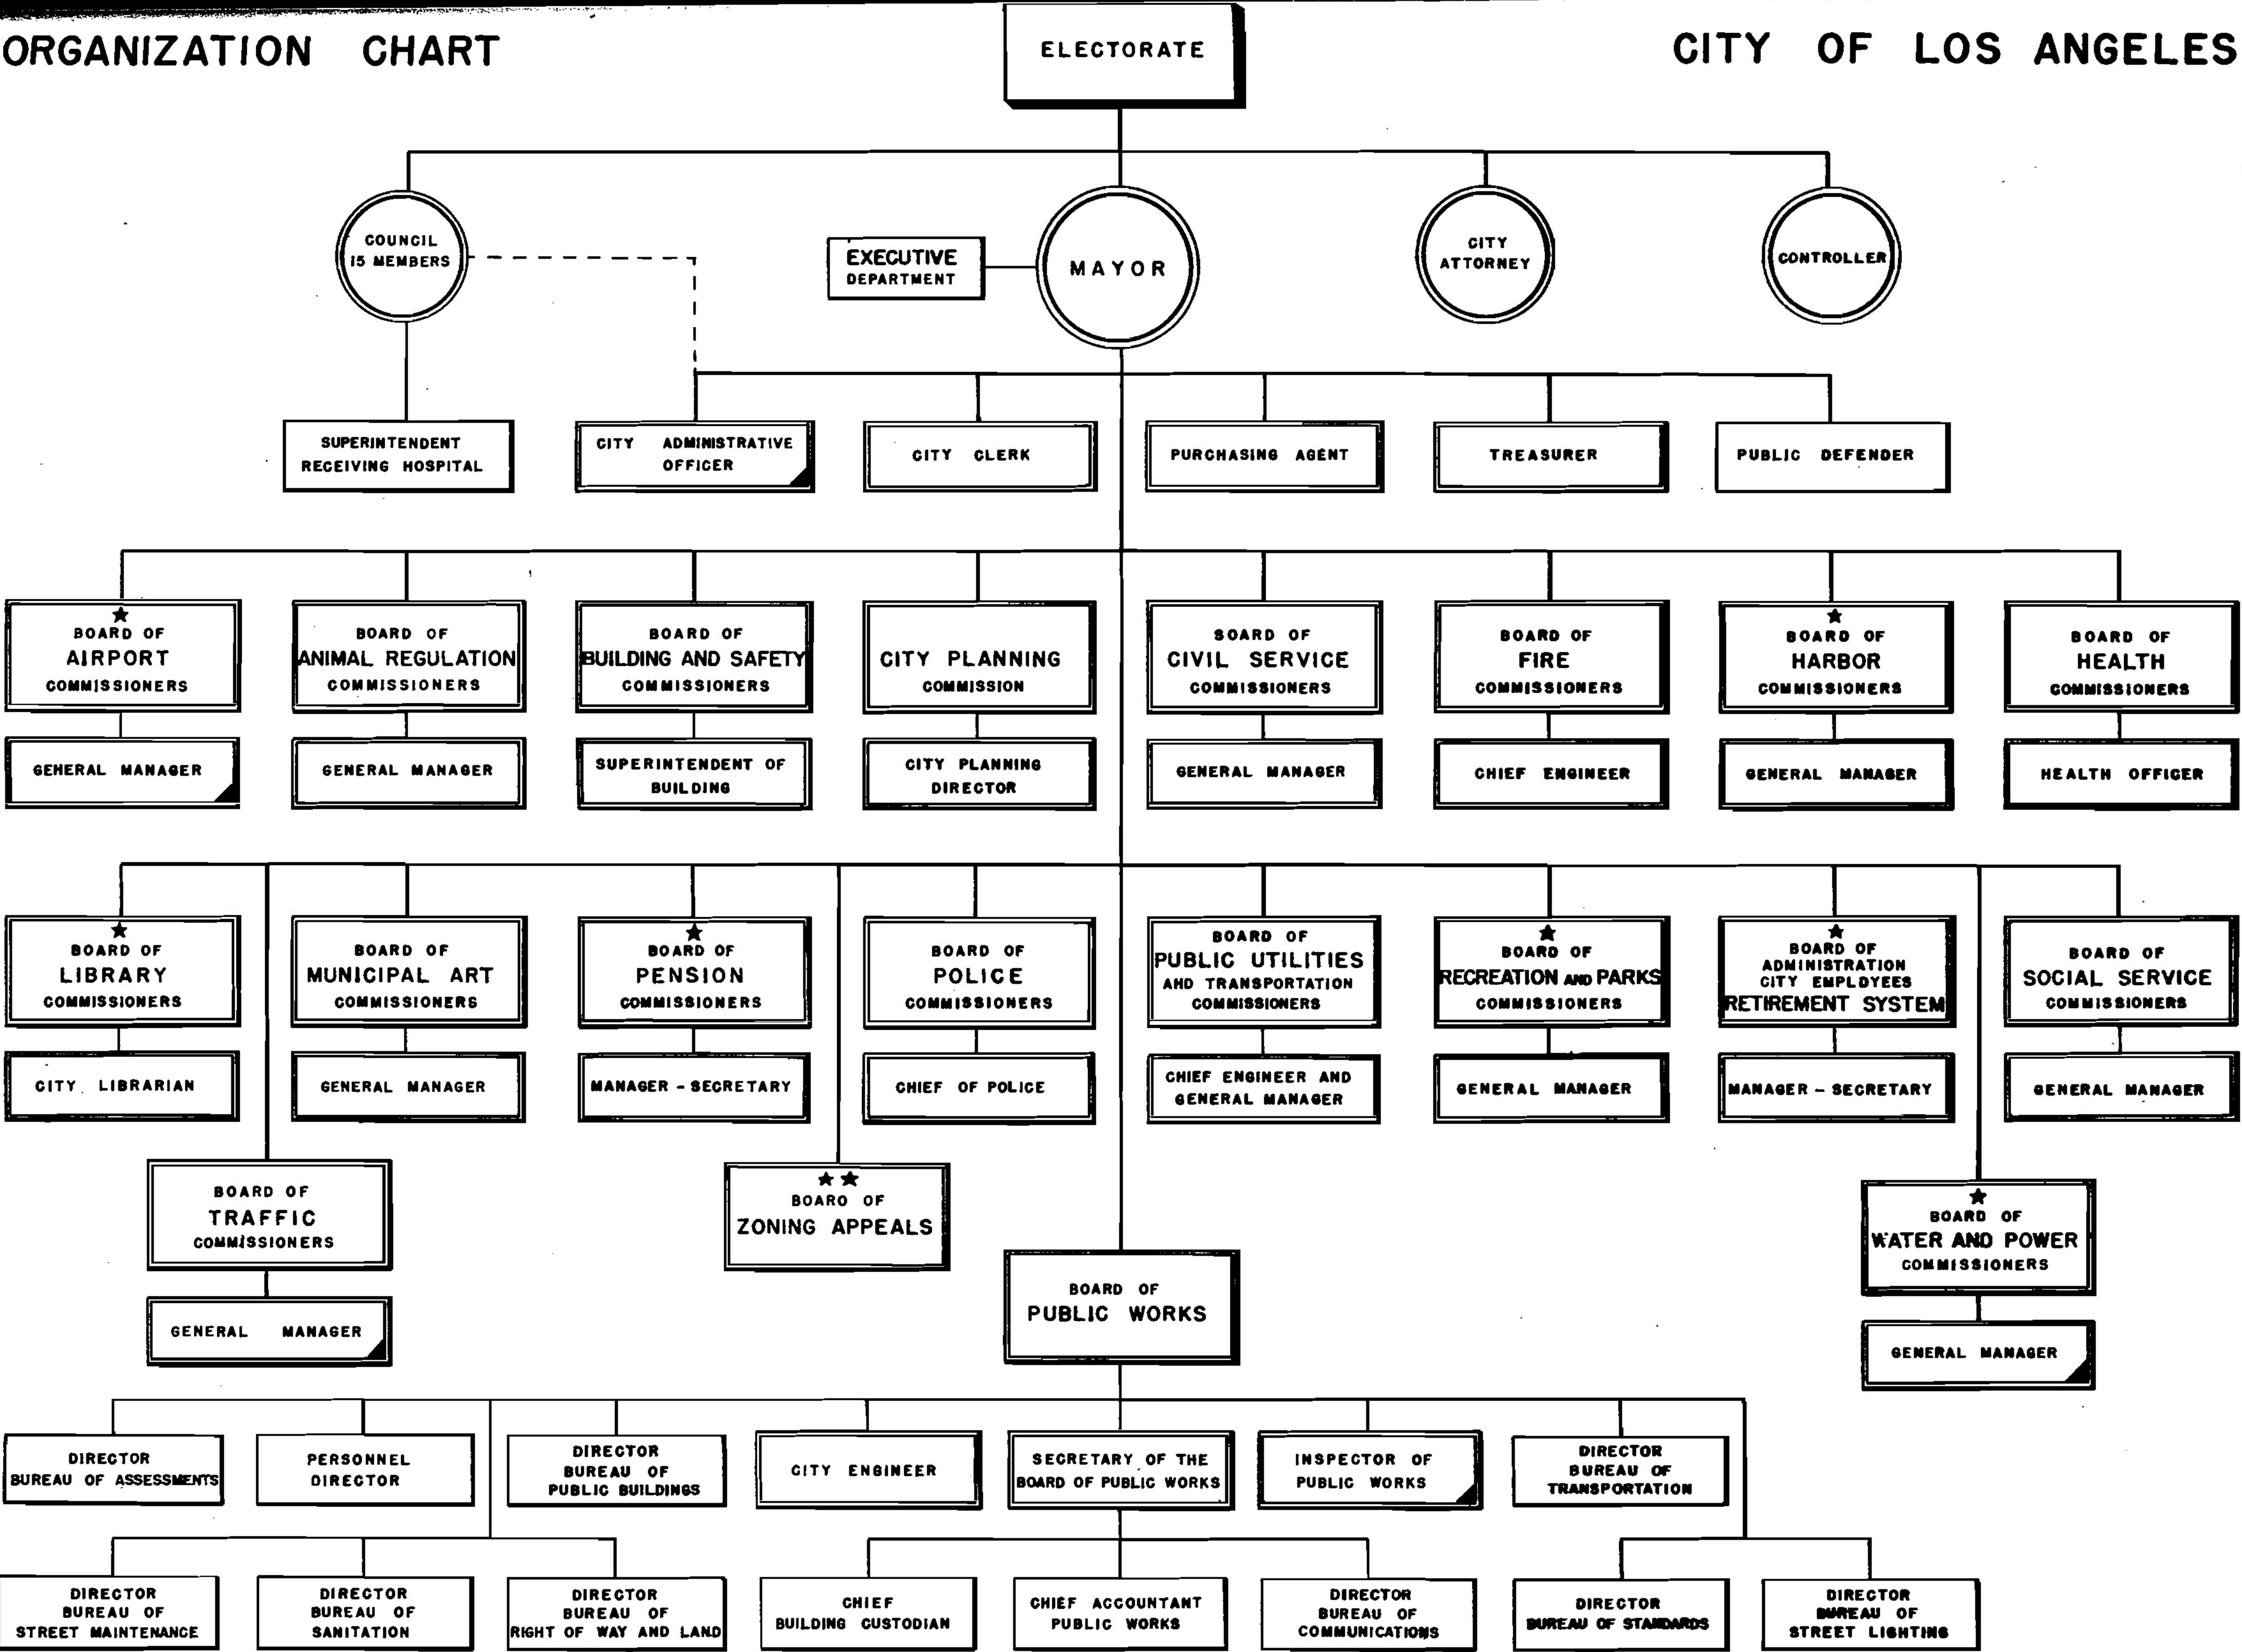 ORGANIZATION CHART
CITY OF LOS ANGELES
ELECTORATE
COUNCIL
15 MEMBERS
EXECUTIVE
DEPARTMENT
MAYOR
CITY
ATTORNEY
CONTROLLER
SUPERINTENDENT
RECEIVING HOSPITAL
CITY ADMINISTRATIVE
OFFICER
CITY CLERK
PURCHASING AGENT
TREASURER
PUBLIC DEFENDER
★
BOARD OF
AIRPORT
COMMISSIONERS
BOARD OF
ANIMAL REGULATION
COMMISSIONERS
BOARD OF
BUILDING AND SAFETY
COMMISSIONERS
CITY PLANNING
COMMISSION
BOARD OF
CIVIL SERVICE
COMMISSIONERS
BOARD OF
FIRE
COMMISSIONERS
★
BOARD OF
HARBOR
COMMISSIONERS
BOARD OF
HEALTH
COMMISSIONERS
GENERAL MANAGER
GENERAL MANAGER
SUPERINTENDENT OF
BUILDING
CITY PLANNING
DIRECTOR
GENERAL MANAGER
CHIEF ENGINEER
GENERAL MANAGER
HEALTH OFFICER
★
BOARD OF
LIBRARY
COMMISSIONERS
BOARD OF
MUNICIPAL ART
COMMISSIONERS
★
BOARD OF
PENSION
COMMISSIONERS
BOARD OF
POLICE
COMMISSIONERS
BOARD OF
PUBLIC UTILITIES
AND TRANSPORTATION
COMMISSIONERS
★
BOARD OF
RECREATION AND PARKS
COMMISSIONERS
★
BOARD OF
ADMINISTRATION
CITY EMPLOYEES
RETIREMENT SYSTEM
BOARD OF
SOCIAL SERVICE
COMMISSIONERS
CITY LIBRARIAN
GENERAL MANAGER
MANAGER - SECRETARY
CHIEF OF POLICE
CHIEF ENGINEER AND
GENERAL MANAGER
GENERAL MANAGER
MANAGER - SECRETARY
GENERAL MANAGER
BOARD OF
TRAFFIC
COMMISSIONERS
★ ★
BOARD OF
ZONING APPEALS
★
BOARD OF
WATER AND POWER
COMMISSIONERS
BOARD OF
PUBLIC WORKS
GENERAL MANAGER
GENERAL MANAGER
DIRECTOR
BUREAU OF ASSESSMENTS
PERSONNEL
DIRECTOR
DIRECTOR
BUREAU OF
PUBLIC BUILDINGS
CITY ENGINEER
SECRETARY OF THE
BOARD OF PUBLIC WORKS
INSPECTOR OF
PUBLIC WORKS
DIRECTOR
BUREAU OF
TRANSPORTATION
DIRECTOR
BUREAU OF
STREET MAINTENANCE
DIRECTOR
BUREAU OF
SANITATION
DIRECTOR
BUREAU OF
RIGHT OF WAY AND LAND
CHIEF
BUILDING CUSTODIAN
CHIEF ACCOUNTANT
PUBLIC WORKS
DIRECTOR
BUREAU OF
COMMUNICATIONS
DIRECTOR
BUREAU OF STANDARDS
DIRECTOR
BUREAU OF
STREET LIGHTING